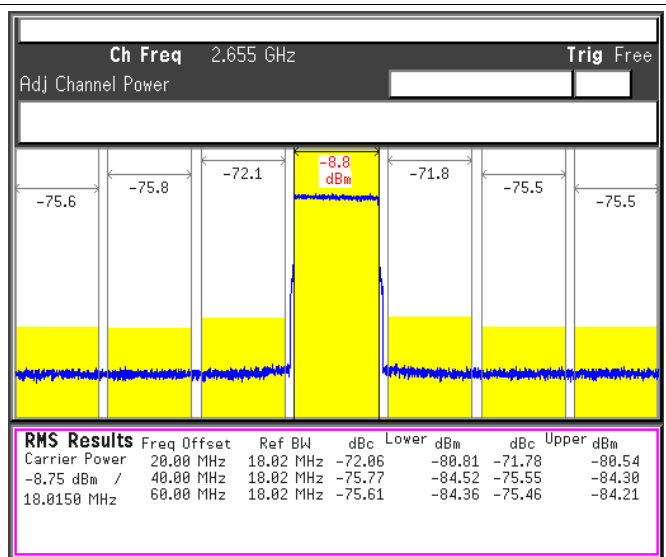 Ch Freq 2.655 GHz Trig Free
Adj Channel Power
-75.6 -75.8 -72.1 -8.8 dBm -71.8 -75.5 -75.5
RMS Results Freq Offset Ref BW dBc Lower dBm dBc Upper dBm
Carrier Power 20.00 MHz 18.02 MHz -72.06 -80.81 -71.78 -80.54
-8.75 dBm / 40.00 MHz 18.02 MHz -75.77 -84.52 -75.55 -84.30
18.0150 MHz 60.00 MHz 18.02 MHz -75.61 -84.36 -75.46 -84.21